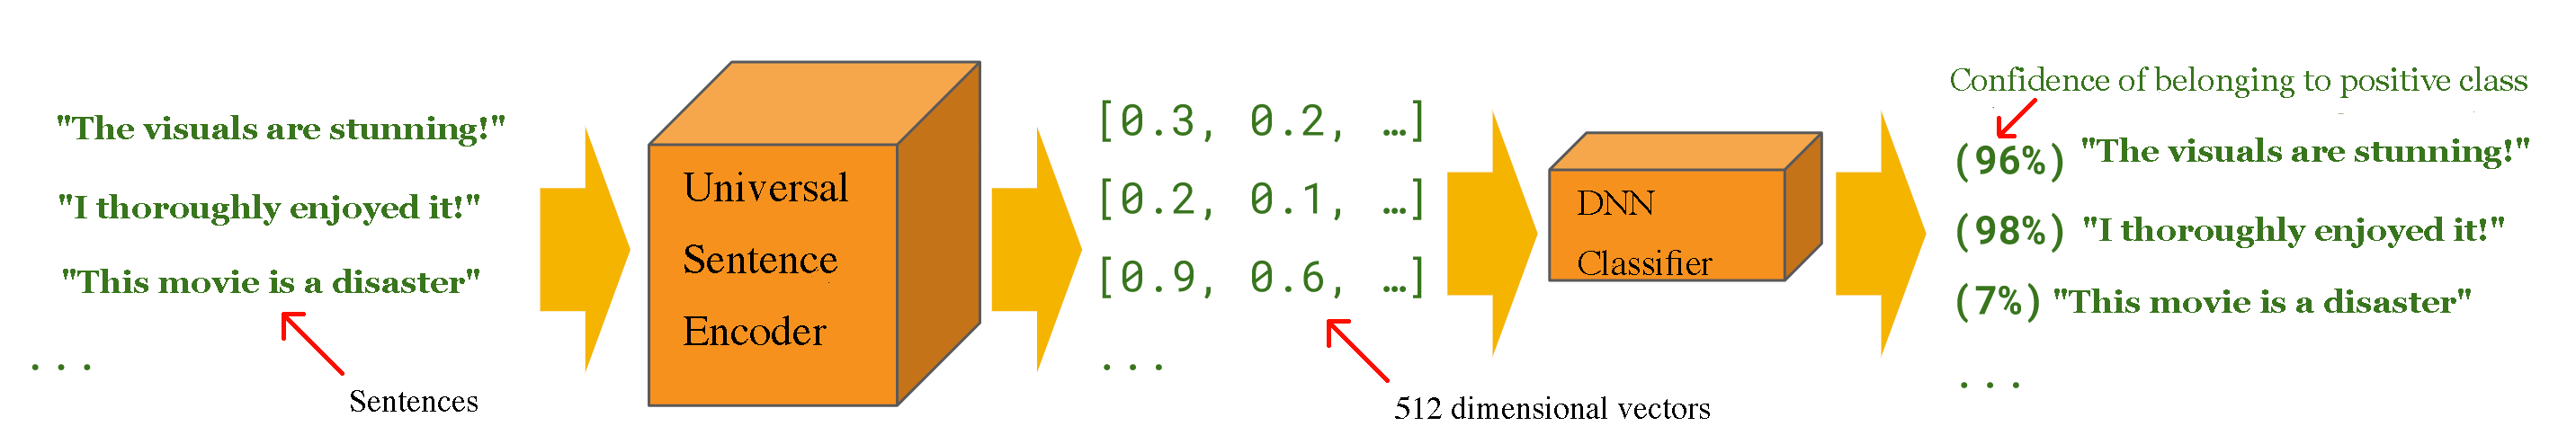 "The visuals are stunning!"
"I thoroughly enjoyed it!"
"This movie is a disaster"
...
Sentences
Universal
Sentence
Encoder
[0.3, 0.2, …]
[0.2, 0.1, …]
[0.9, 0.6, …]
...
512 dimensional vectors
DNN
Classifier
Confidence of belonging to positive class
(96%) "The visuals are stunning!"
(98%) "I thoroughly enjoyed it!"
(7%) "This movie is a disaster"
...